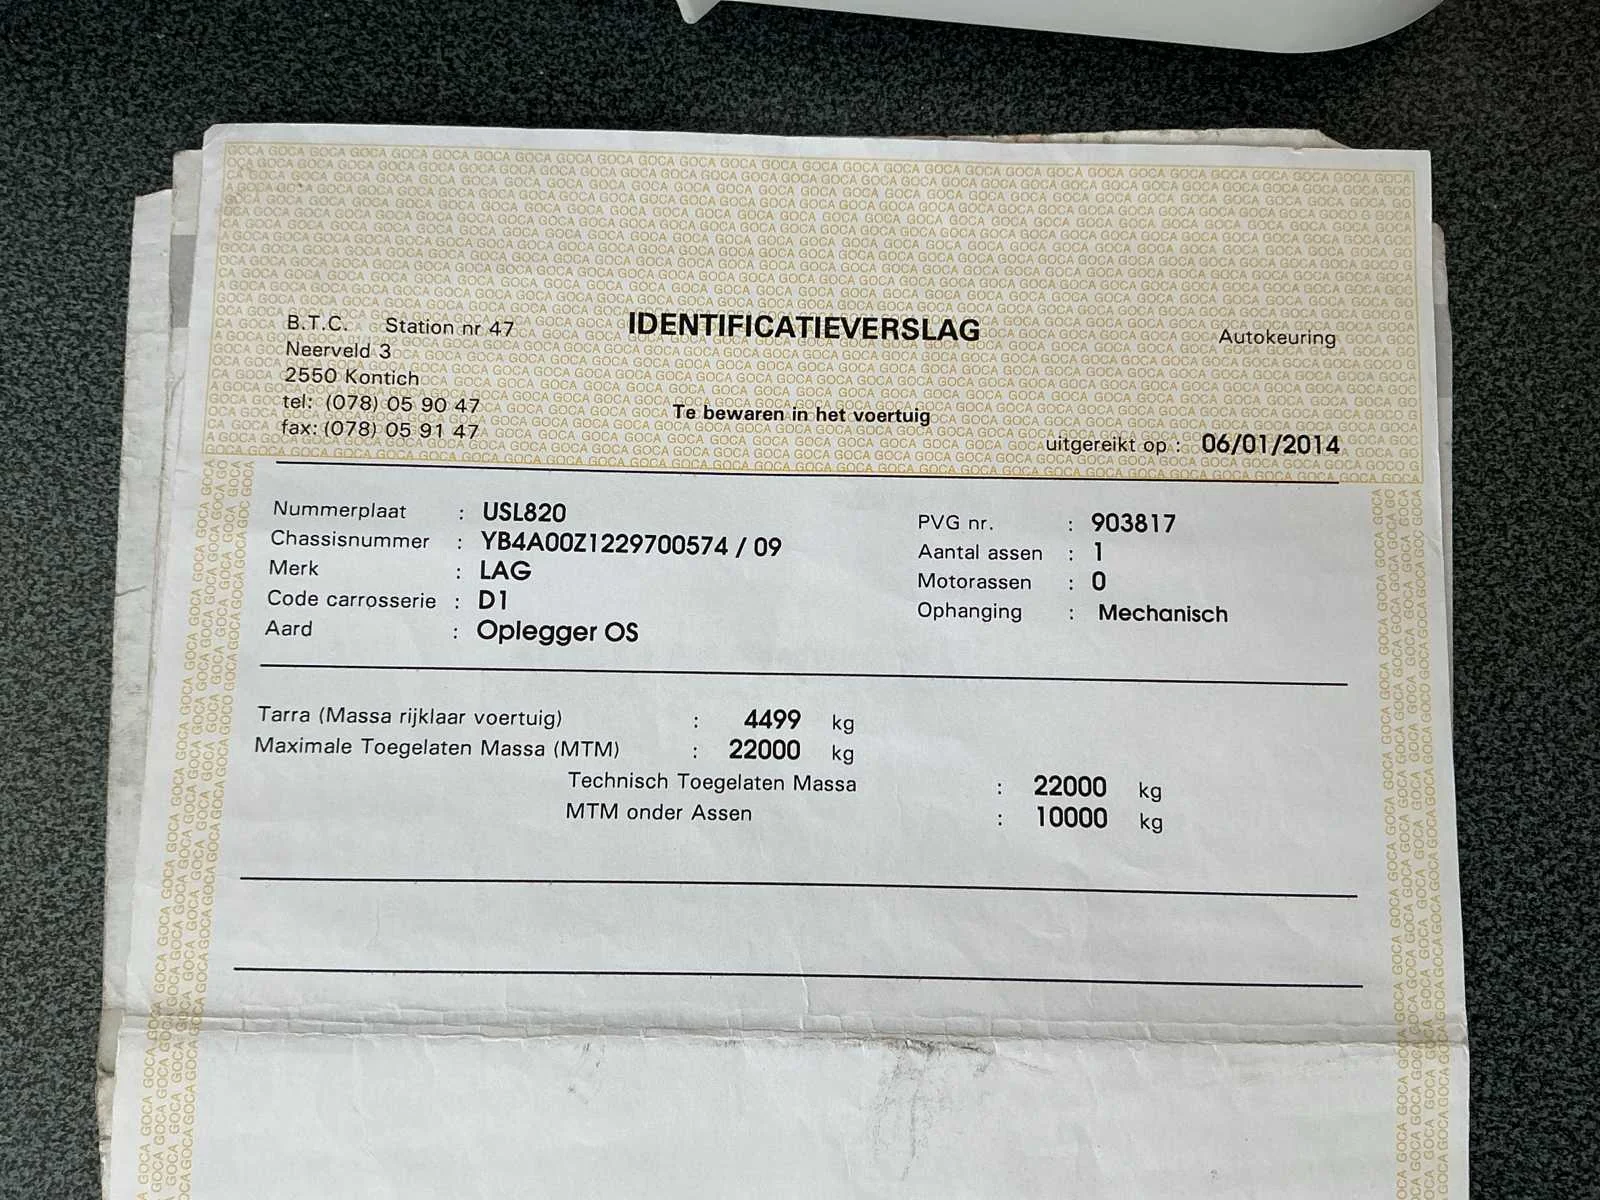 B.T.C. Station nr 47
Neerveld 3
2550 Kontich
tel: (078) 05 90 47
fax: (078) 05 91 47
IDENTIFICATIEVERSLAG
Te bewaren in het voertuig
Autokeuring
uitgereikt op : 06/01/2014
Nummerplaat : USL820
Chassisnummer : YB4A00Z1229700574 / 09
Merk : LAG
Code carrosserie : D1
Aard : Oplegger OS
PVG nr. : 903817
Aantal assen : 1
Motorassen : 0
Ophanging : Mechanisch
Tarra (Massa rijklaar voertuig) : 4499 kg
Maximale Toegelaten Massa (MTM) : 22000 kg
Technisch Toegelaten Massa : 22000 kg
MTM onder Assen : 10000 kg